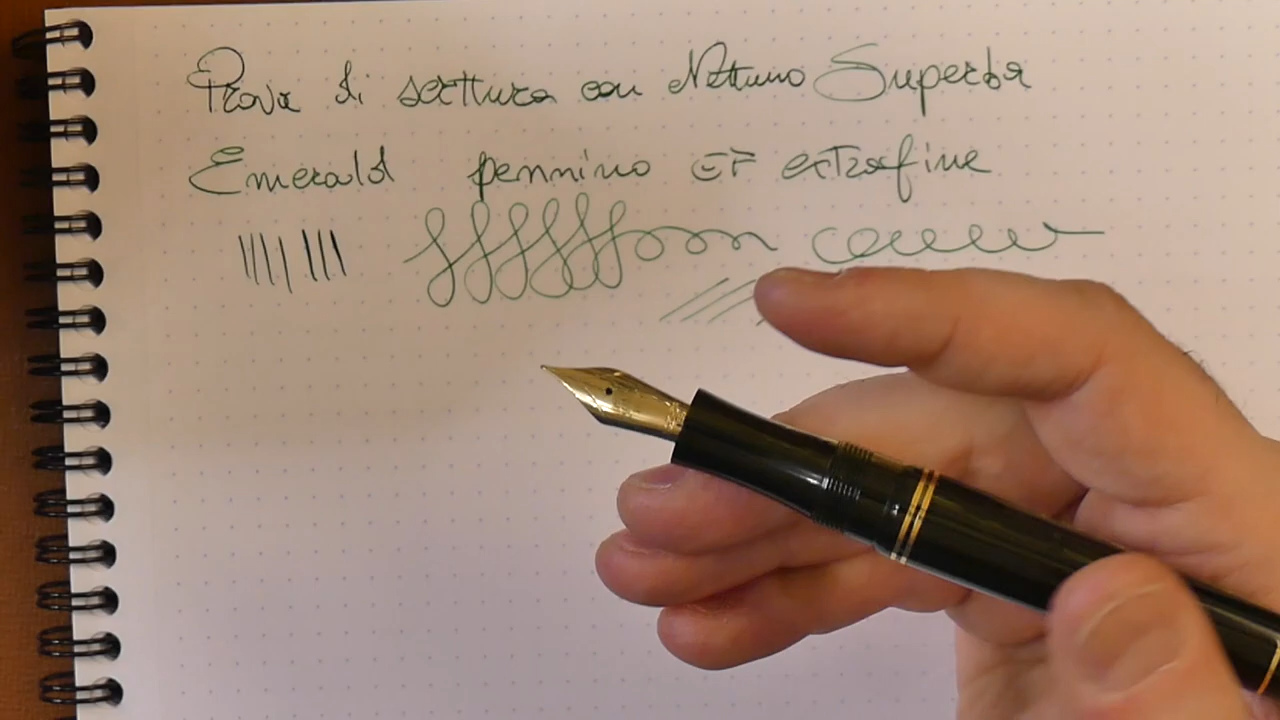 Prova di scrittura con Nettuno Superba
Emerald pennino EF extrafine